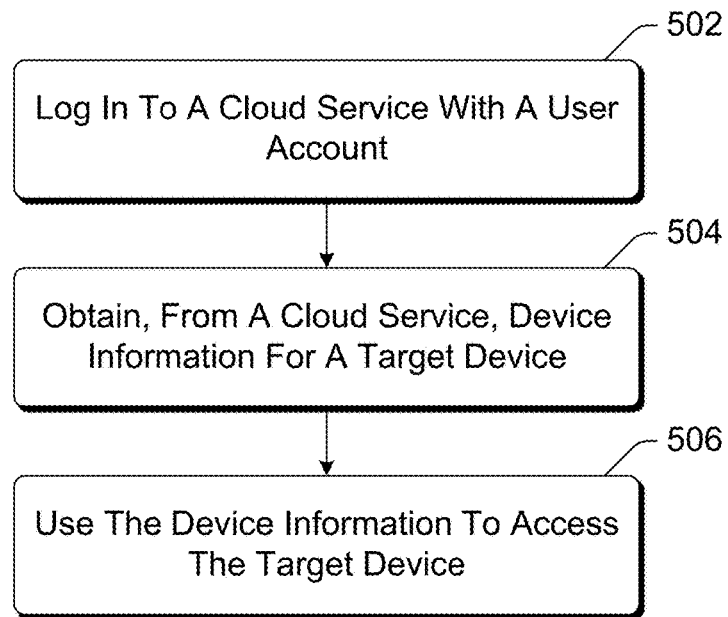 502
Log In To A Cloud Service With A User
Account
504
Obtain, From A Cloud Service, Device
Information For A Target Device
506
Use The Device Information To Access
The Target Device